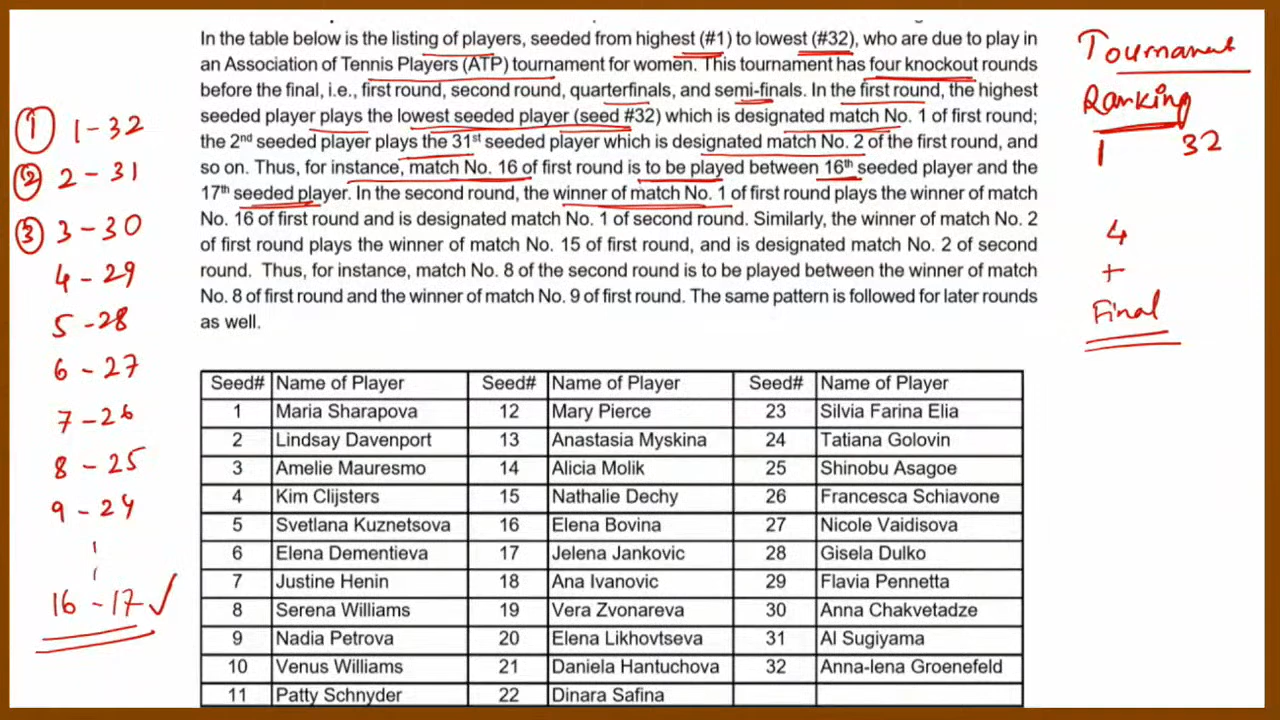 In the table below is the listing of players, seeded from highest (#1) to lowest (#32), who are due to play in
an Association of Tennis Players (ATP) tournament for women. This tournament has four knockout rounds
before the final, i.e., first round, second round, quarterfinals, and semi-finals. In the first round, the highest
seeded player plays the lowest seeded player (seed #32) which is designated match No. 1 of first round;
the 2nd seeded player plays the 31st seeded player which is designated match No. 2 of the first round, and
so on. Thus, for instance, match No. 16 of first round is to be played between 16th seeded player and the
17th seeded player. In the second round, the winner of match No. 1 of first round plays the winner of match
No. 16 of first round and is designated match No. 1 of second round. Similarly, the winner of match No. 2
of first round plays the winner of match No. 15 of first round, and is designated match No. 2 of second
round. Thus, for instance, match No. 8 of the second round is to be played between the winner of match
No. 8 of first round and the winner of match No. 9 of first round. The same pattern is followed for later rounds
as well.
1 1-32
2 2-31
3 3-30
4-29
5-28
6-27
7-26
8-25
9-24
16-17
Tournament
Ranking
1 32
4
+
Final
Seed# Name of Player Seed# Name of Player Seed# Name of Player
1 Maria Sharapova 12 Mary Pierce 23 Silvia Farina Elia
2 Lindsay Davenport 13 Anastasia Myskina 24 Tatiana Golovin
3 Amelie Mauresmo 14 Alicia Molik 25 Shinobu Asagoe
4 Kim Clijsters 15 Nathalie Dechy 26 Francesca Schiavone
5 Svetlana Kuznetsova 16 Elena Bovina 27 Nicole Vaidisova
6 Elena Dementieva 17 Jelena Jankovic 28 Gisela Dulko
7 Justine Henin 18 Ana Ivanovic 29 Flavia Pennetta
8 Serena Williams 19 Vera Zvonareva 30 Anna Chakvetadze
9 Nadia Petrova 20 Elena Likhovtseva 31 Al Sugiyama
10 Venus Williams 21 Daniela Hantuchova 32 Anna-lena Groenefeld
11 Patty Schnyder 22 Dinara Safina